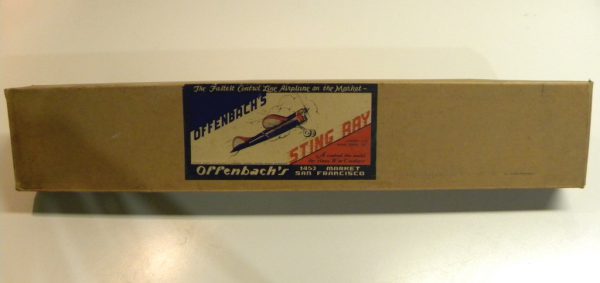 The Fastest Control Line Airplane on the Market -
OFFENBACH'S
STING RAY
Offenbach's
1452 MARKET
SAN FRANCISCO